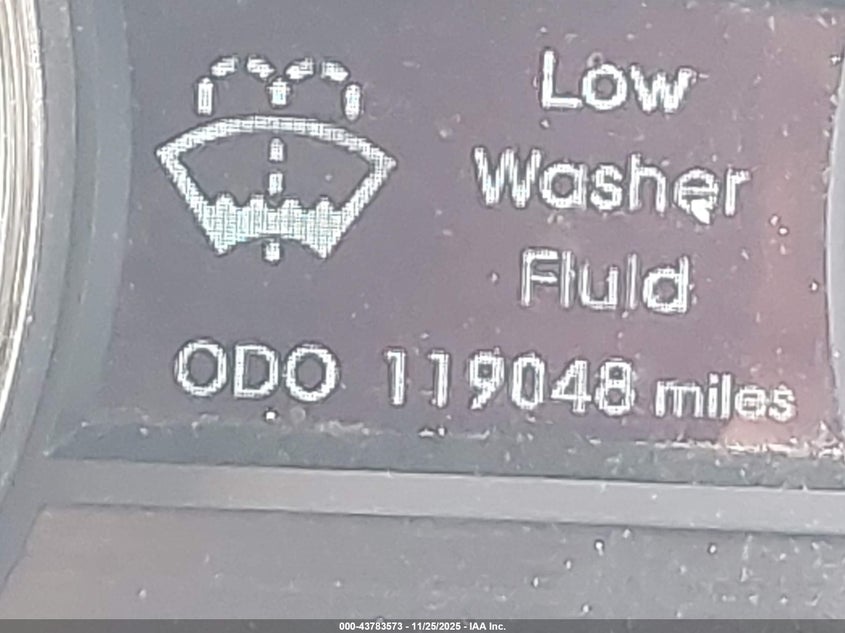 Low
Washer
Fluid
ODO 119048 miles
000-43783573 - 11/25/2025 - IAA Inc.